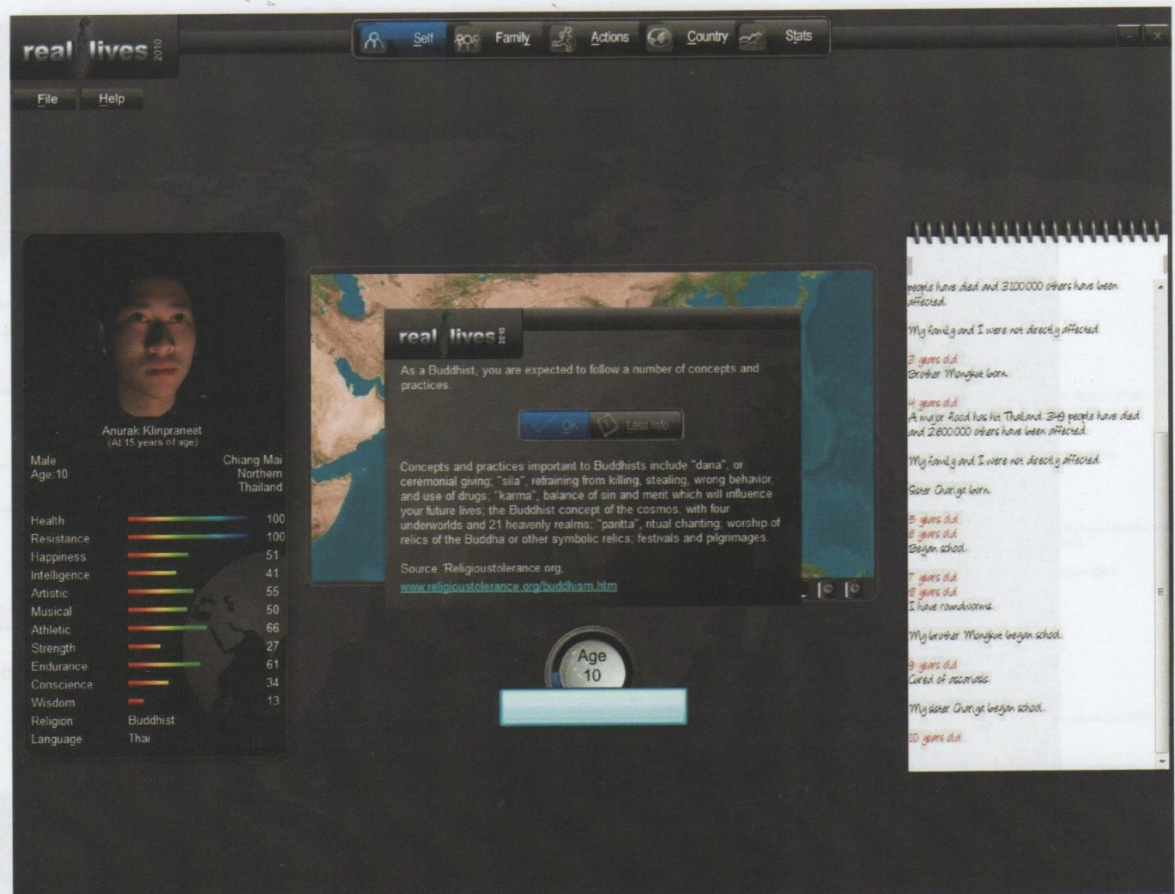 real lives 2010
Self
Family
Actions
Country
Stats
File
Help
Anurak Klinpraneet
(At 15 years of age)
Male
Age:10
Chiang Mai
Northern
Thailand
Health 100
Resistance 100
Happiness 51
Intelligence 41
Artistic 55
Musical 50
Athletic 66
Strength 27
Endurance 61
Conscience 34
Wisdom 13
Religion Buddhist
Language Thai
real lives 2010
As a Buddhist, you are expected to follow a number of concepts and
practices.
OK
Less Info
Concepts and practices important to Buddhists include "dana", or
ceremonial giving; "sila", refraining from killing, stealing, wrong behavior,
and use of drugs; "karma", balance of sin and merit which will influence
your future lives; the Buddhist concept of the cosmos, with four
underworlds and 21 heavenly realms; "paritta", ritual chanting; worship of
relics of the Buddha or other symbolic relics; festivals and pilgrimages.
Source 'Religioustolerance.org,
www.religioustolerance.org/buddhism.htm
Age
10
people have died and 3100000 others have been
affected.
My family and I were not directly affected.
3 years old
Brother Mongkut born.
4 years old
A major flood has hit Thailand. 349 people have died
and 2600000 others have been affected.
My family and I were not directly affected.
Sister Chariya born.
5 years old
6 years old
Began school.
7 years old
8 years old
I have roundworms.
My brother Mongkut began school.
9 years old
Cured of ascariasis.
My sister Chariya began school.
10 years old